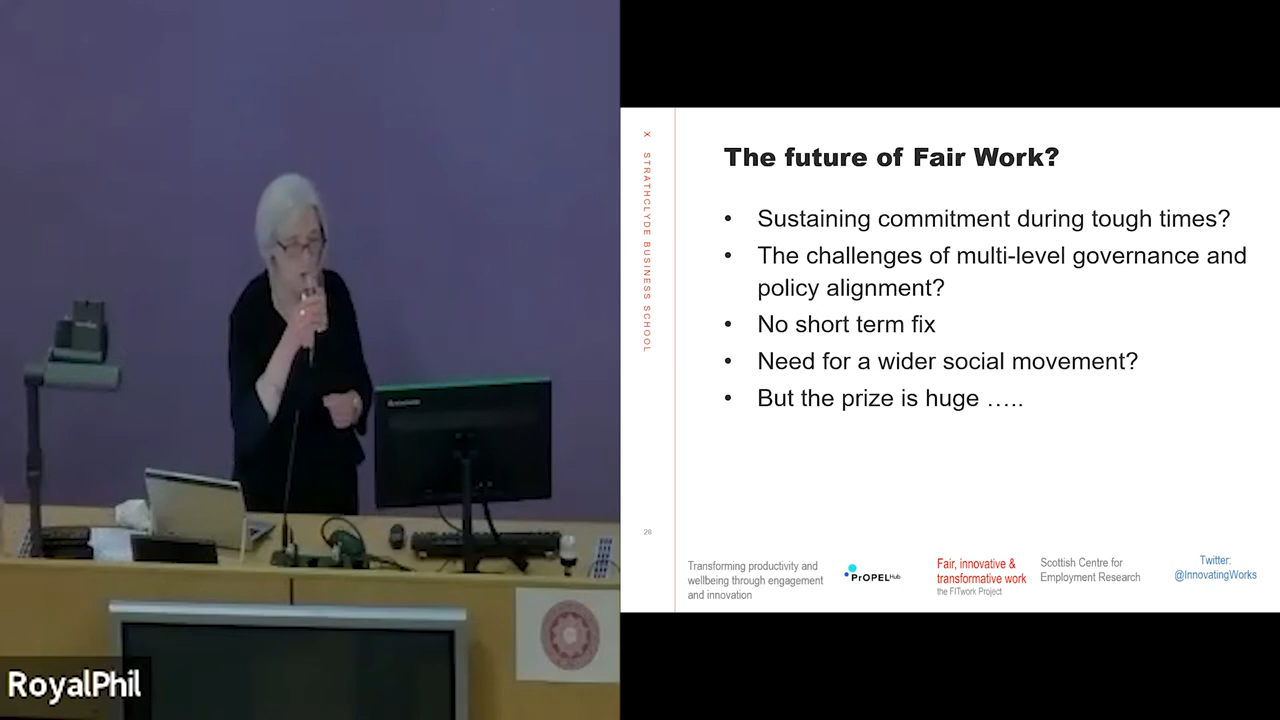 RoyalPhil
X STRATHCLYDE BUSINESS SCHOOL
The future of Fair Work?
• Sustaining commitment during tough times?
• The challenges of multi-level governance and
policy alignment?
• No short term fix
• Need for a wider social movement?
• But the prize is huge …..
28
Transforming productivity and
wellbeing through engagement
and innovation
PrOPEL Hub
Fair, innovative &
transformative work
the FITwork Project
Scottish Centre for
Employment Research
Twitter:
@InnovatingWorks